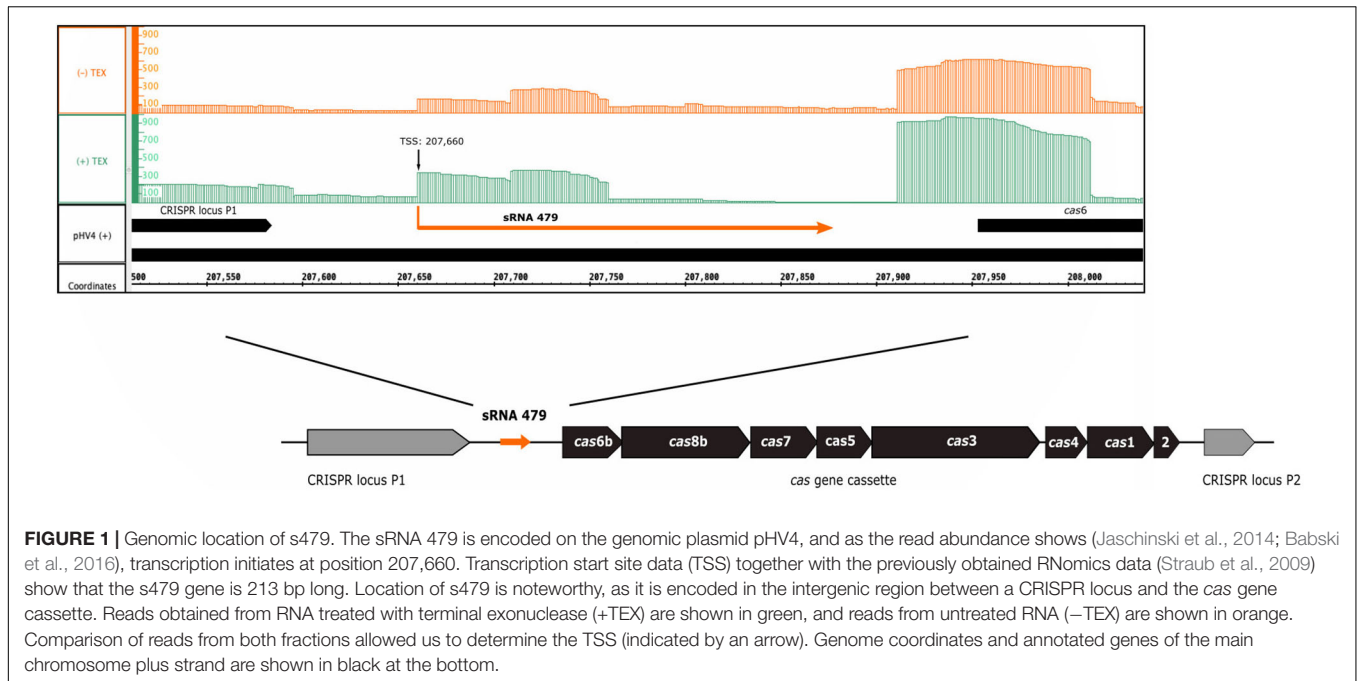 900
700
500
300
100
(−) TEX
900
700
500
300
100
(+) TEX
TSS: 207,660
CRISPR locus P1
sRNA 479
cas6
pHV4 (+)
Coordinates
500 207,550 207,600 207,650 207,700 207,750 207,800 207,850 207,900 207,950 208,000
sRNA 479
cas6b cas8b cas7 cas5 cas3 cas4 cas1 2
CRISPR locus P1 cas gene cassette CRISPR locus P2
FIGURE 1 | Genomic location of s479. The sRNA 479 is encoded on the genomic plasmid pHV4, and as the read abundance shows (Jaschinski et al., 2014; Babski
et al., 2016), transcription initiates at position 207,660. Transcription start site data (TSS) together with the previously obtained RNomics data (Straub et al., 2009)
show that the s479 gene is 213 bp long. Location of s479 is noteworthy, as it is encoded in the intergenic region between a CRISPR locus and the cas gene
cassette. Reads obtained from RNA treated with terminal exonuclease (+TEX) are shown in green, and reads from untreated RNA (−TEX) are shown in orange.
Comparison of reads from both fractions allowed us to determine the TSS (indicated by an arrow). Genome coordinates and annotated genes of the main
chromosome plus strand are shown in black at the bottom.